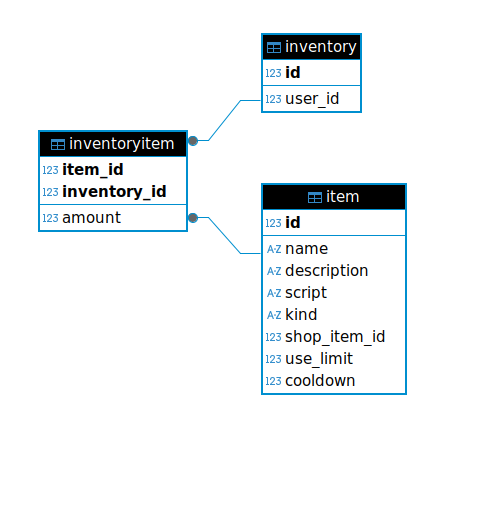 inventory
123 id
123 user_id
inventoryitem
123 item_id
123 inventory_id
123 amount
item
123 id
A-Z name
A-Z description
A-Z script
A-Z kind
123 shop_item_id
123 use_limit
123 cooldown